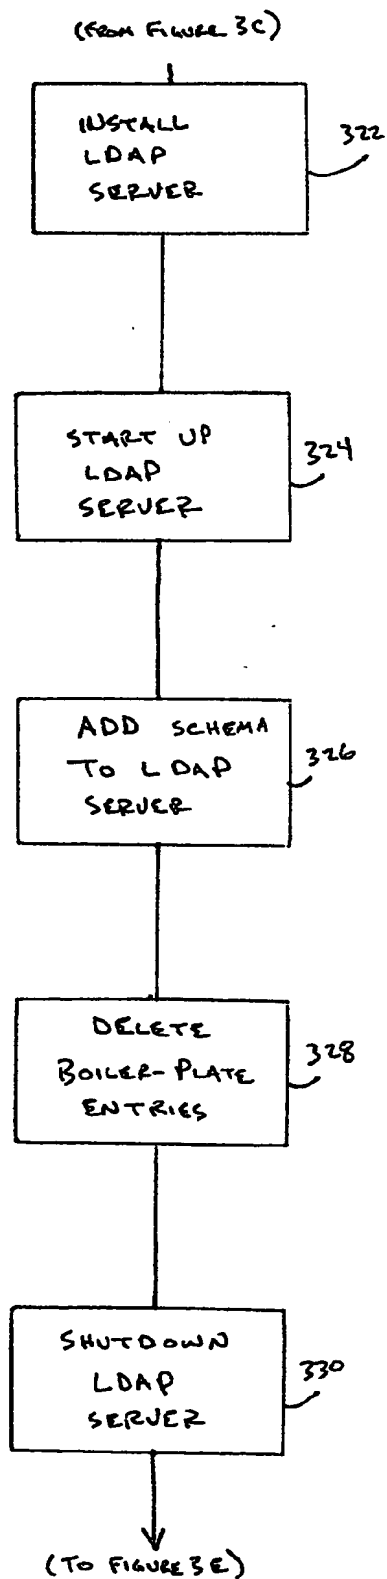 (FROM FIGURE 3C)
INSTALL
LDAP
SERVER
322
START UP
LDAP
SERVER
324
ADD SCHEMA
TO LDAP
SERVER
326
DELETE
BOILER-PLATE
ENTRIES
328
SHUTDOWN
LDAP
SERVER
330
(TO FIGURE 3E)